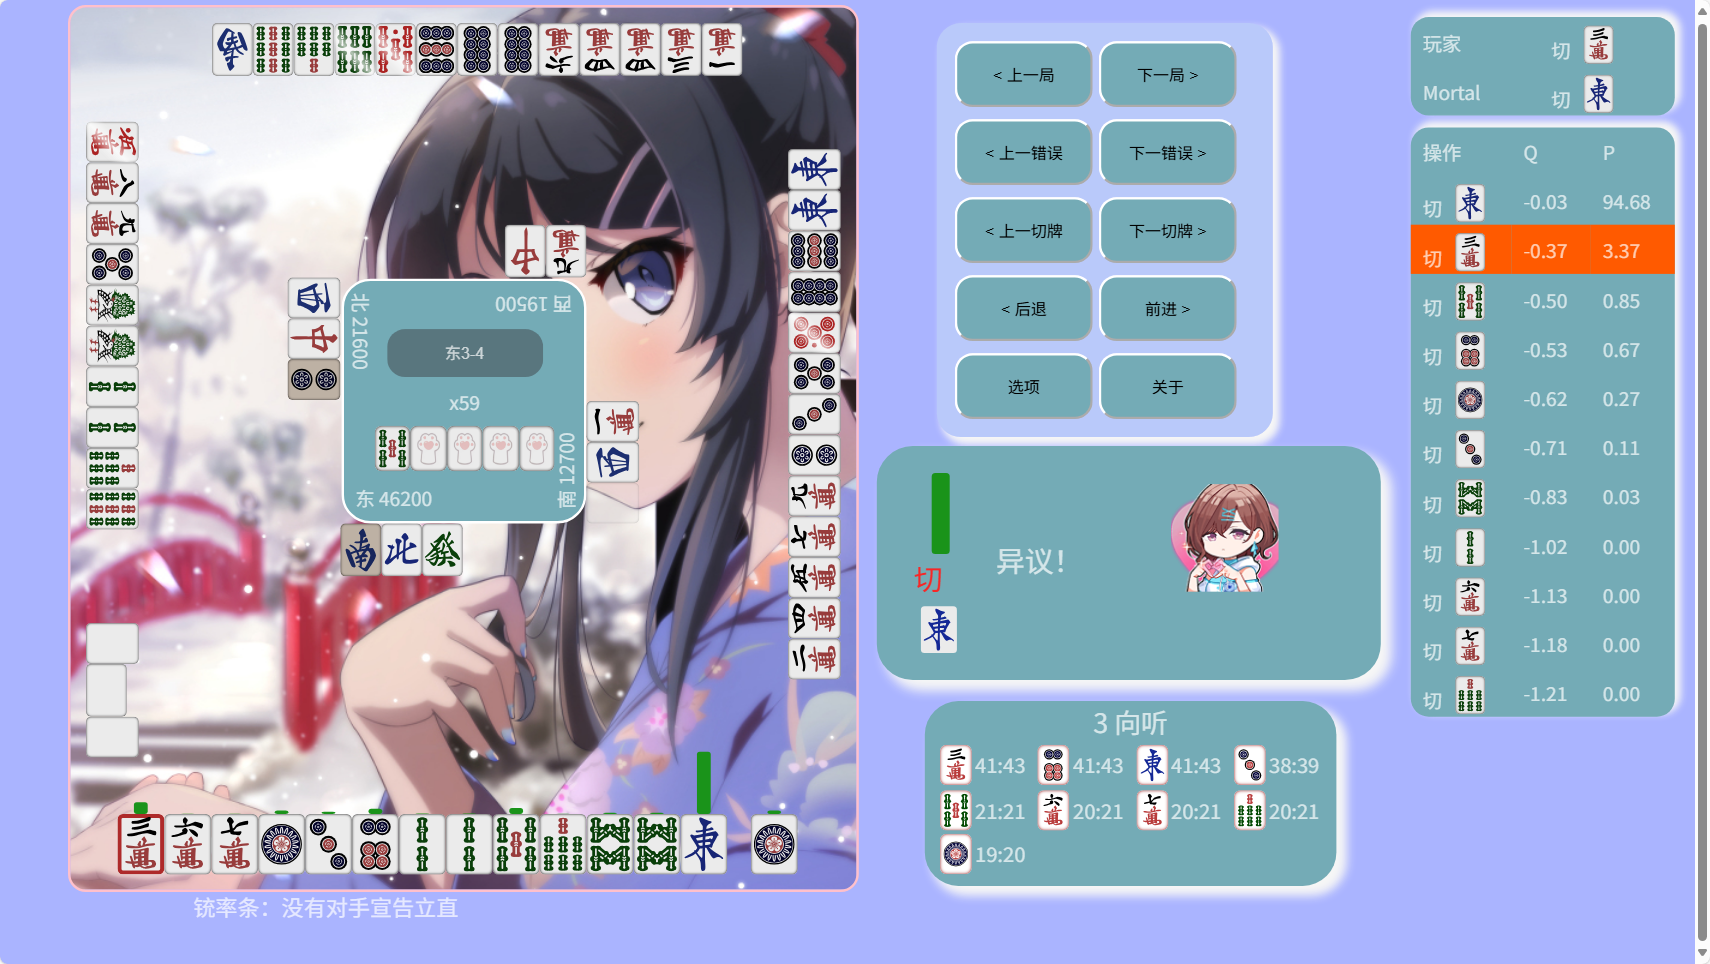 北 21600
西 19500
东3-4
x59
东 46200
南 12700
铳率条：没有对手宣告立直
< 上一局
下一局 >
< 上一错误
下一错误 >
< 上一切牌
下一切牌 >
< 后退
前进 >
选项
关于
切
東
异议！
3 向听
41:43 41:43 41:43 38:39
21:21 20:21 20:21 20:21
19:20
玩家 切
Mortal 切
操作 Q P
切 -0.03 94.68
切 -0.37 3.37
切 -0.50 0.85
切 -0.53 0.67
切 -0.62 0.27
切 -0.71 0.11
切 -0.83 0.03
切 -1.02 0.00
切 -1.13 0.00
切 -1.18 0.00
切 -1.21 0.00